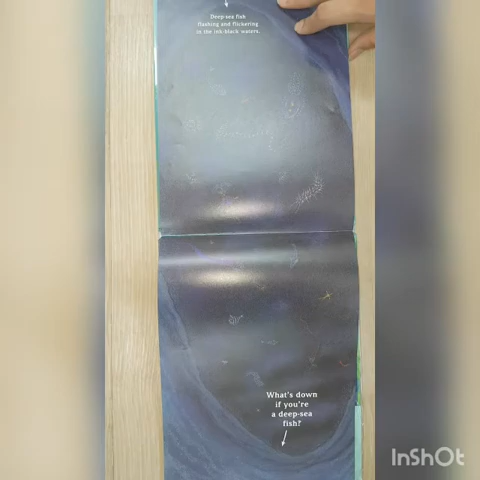 Deep-sea fish
flashing and flickering
in the ink-black waters.
What's down
if you're
a deep-sea
fish?
InShOt